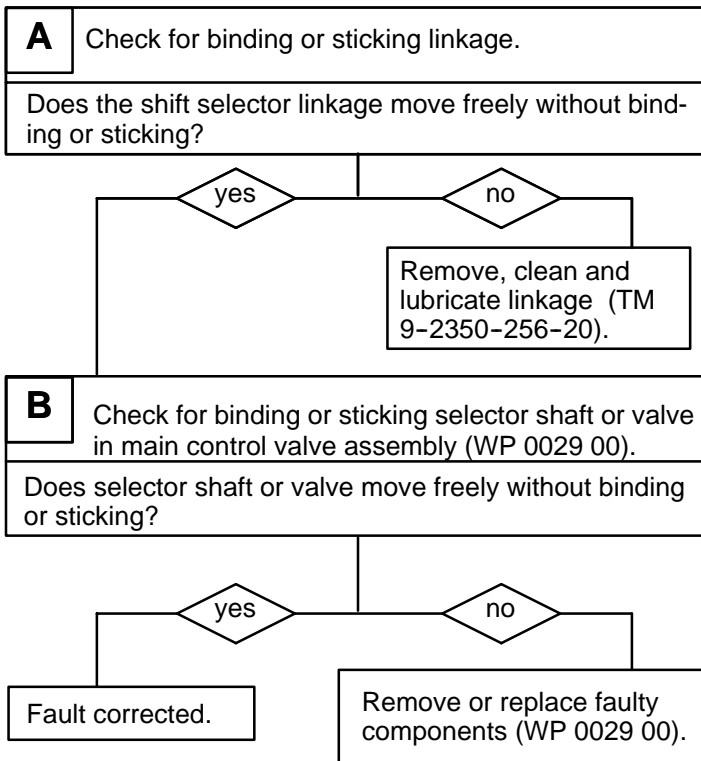 A
Check for binding or sticking linkage.
Does the shift selector linkage move freely without bind-
ing or sticking?
yes
no
Remove, clean and
lubricate linkage (TM
9-2350-256-20).
B
Check for binding or sticking selector shaft or valve
in main control valve assembly (WP 0029 00).
Does selector shaft or valve move freely without binding
or sticking?
yes
no
Fault corrected.
Remove or replace faulty
components (WP 0029 00).